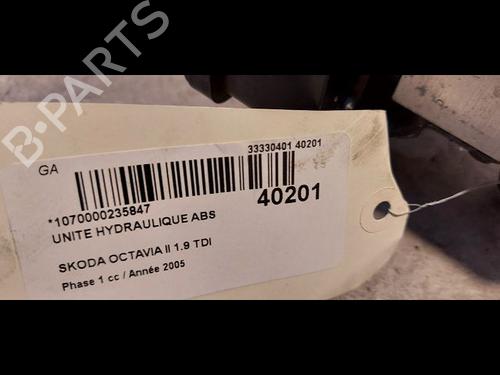 B-PARTS
GA
33330401 40201
*1070000235847
40201
UNITE HYDRAULIQUE ABS
SKODA OCTAVIA II 1.9 TDI
Phase 1 cc / Année 2005